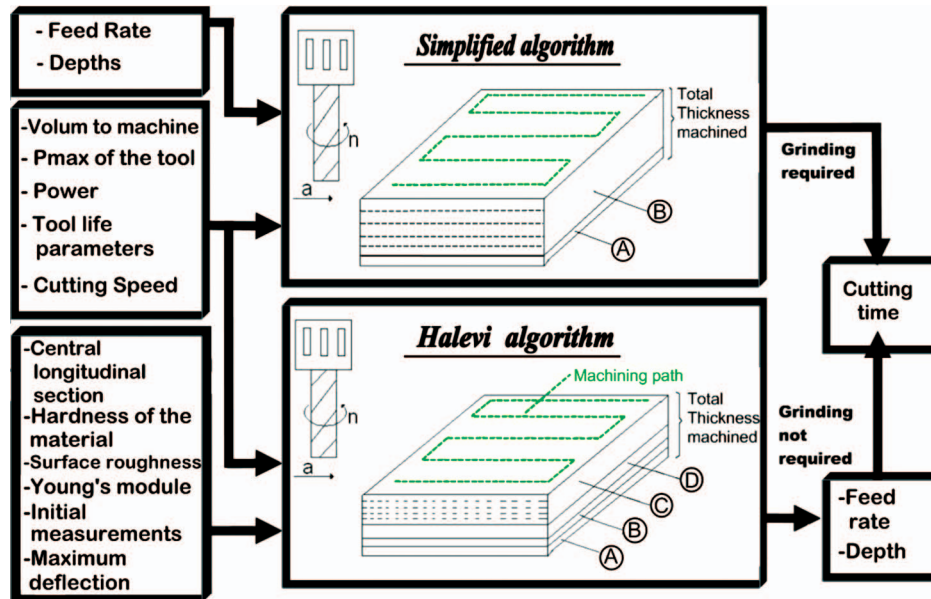 - Feed Rate
- Depths
-Volum to machine
- Pmax of the tool
- Power
- Tool life
parameters
- Cutting Speed
-Central
longitudinal
section
-Hardness of the
material
-Surface roughness
-Young's module
-Initial
measurements
-Maximum
deflection
Simplified algorithm
n
a
Total
Thickness
machined
B
A
Halevi algorithm
Machining path
n
a
Total
Thickness
machined
D
C
B
A
Grinding
required
Cutting
time
Grinding
not
required
-Feed
rate
-Depth